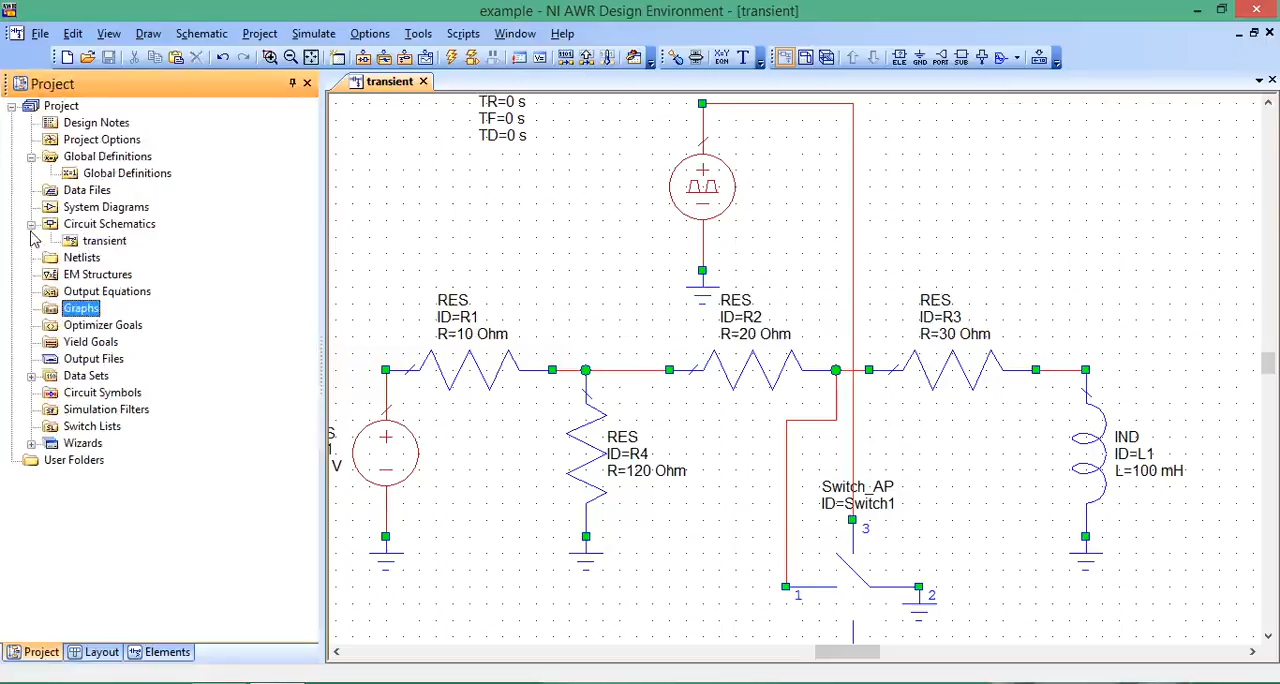 example - NI AWR Design Environment - [transient]
File Edit View Draw Schematic Project Simulate Options Tools Scripts Window Help
Project
transient
Project
Design Notes
Project Options
Global Definitions
Global Definitions
Data Files
System Diagrams
Circuit Schematics
transient
Netlists
EM Structures
Output Equations
Graphs
Optimizer Goals
Yield Goals
Output Files
Data Sets
Circuit Symbols
Simulation Filters
Switch Lists
Wizards
User Folders
Project Layout Elements
TR=0 s
TF=0 s
TD=0 s
RES
ID=R1
R=10 Ohm
RES
ID=R2
R=20 Ohm
RES
ID=R3
R=30 Ohm
S
1
V
RES
ID=R4
R=120 Ohm
IND
ID=L1
L=100 mH
Switch_AP
ID=Switch1
3
1
2